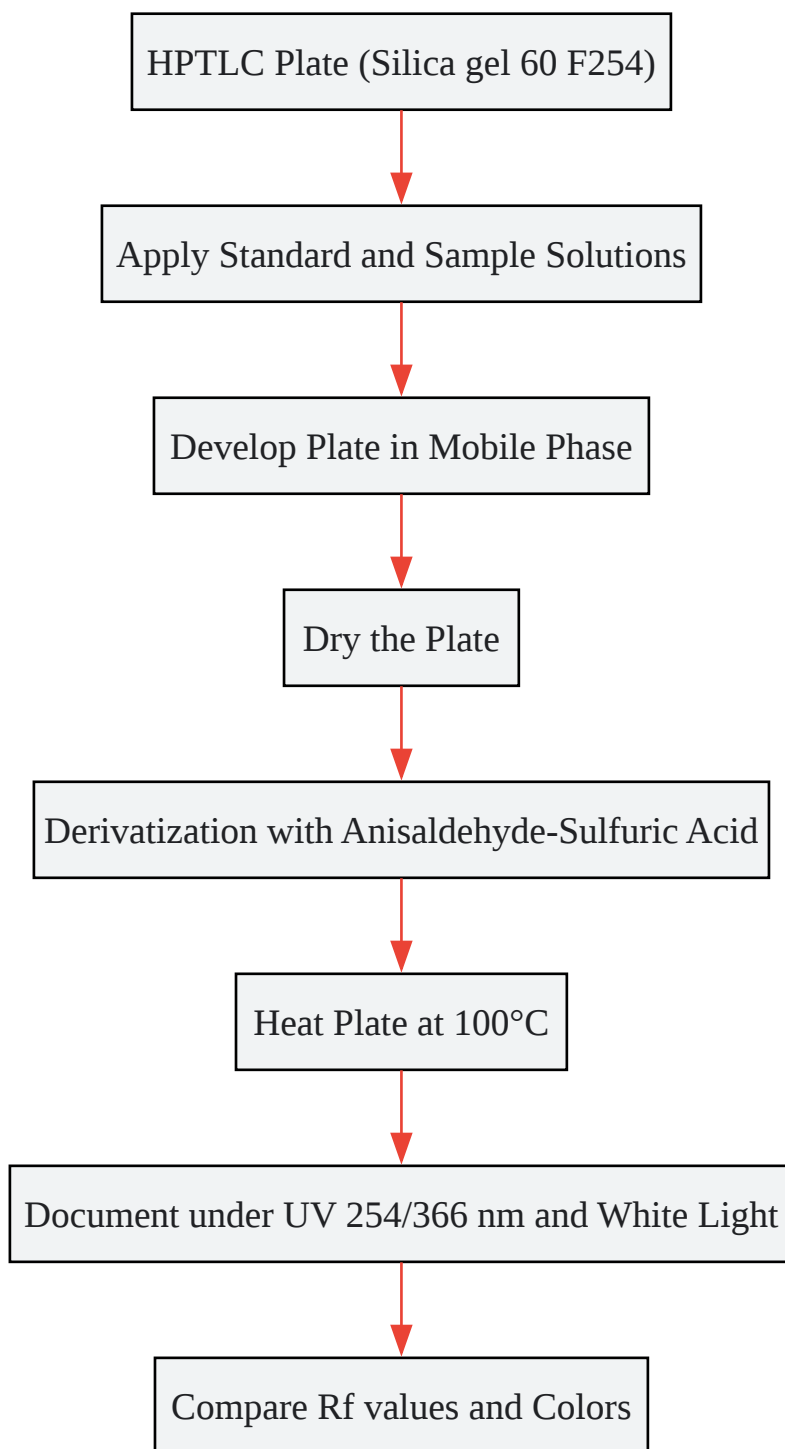 HPTLC Plate (Silica gel 60 F254)
Apply Standard and Sample Solutions
Develop Plate in Mobile Phase
Dry the Plate
Derivatization with Anisaldehyde-Sulfuric Acid
Heat Plate at 100°C
Document under UV 254/366 nm and White Light
Compare Rf values and Colors